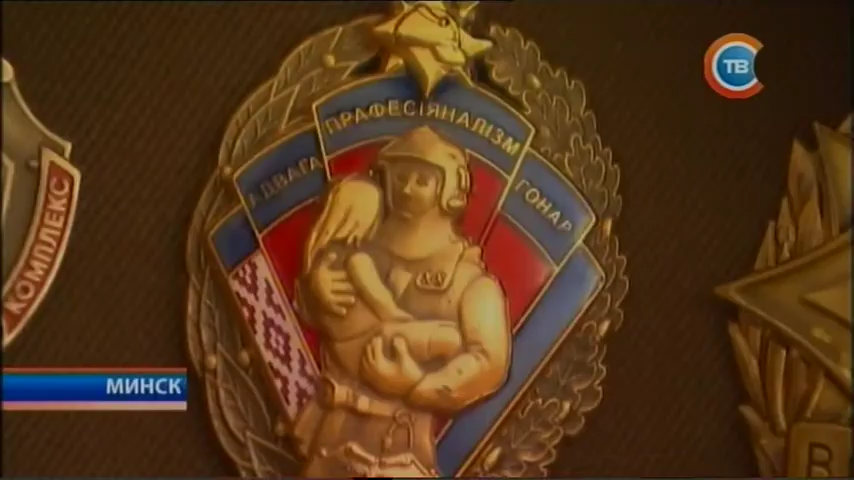 ТВ
ПРАФЕСІЯНАЛІЗМ
АДВАГА
ГОНАР
КОМПЛЕКС
МИНСК
В